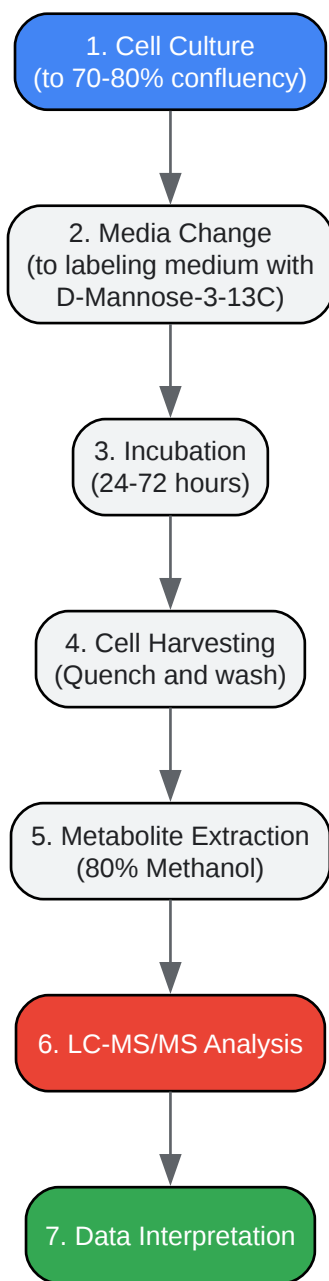 1. Cell Culture
(to 70-80% confluency)
2. Media Change
(to labeling medium with
D-Mannose-3-13C)
3. Incubation
(24-72 hours)
4. Cell Harvesting
(Quench and wash)
5. Metabolite Extraction
(80% Methanol)
6. LC-MS/MS Analysis
7. Data Interpretation